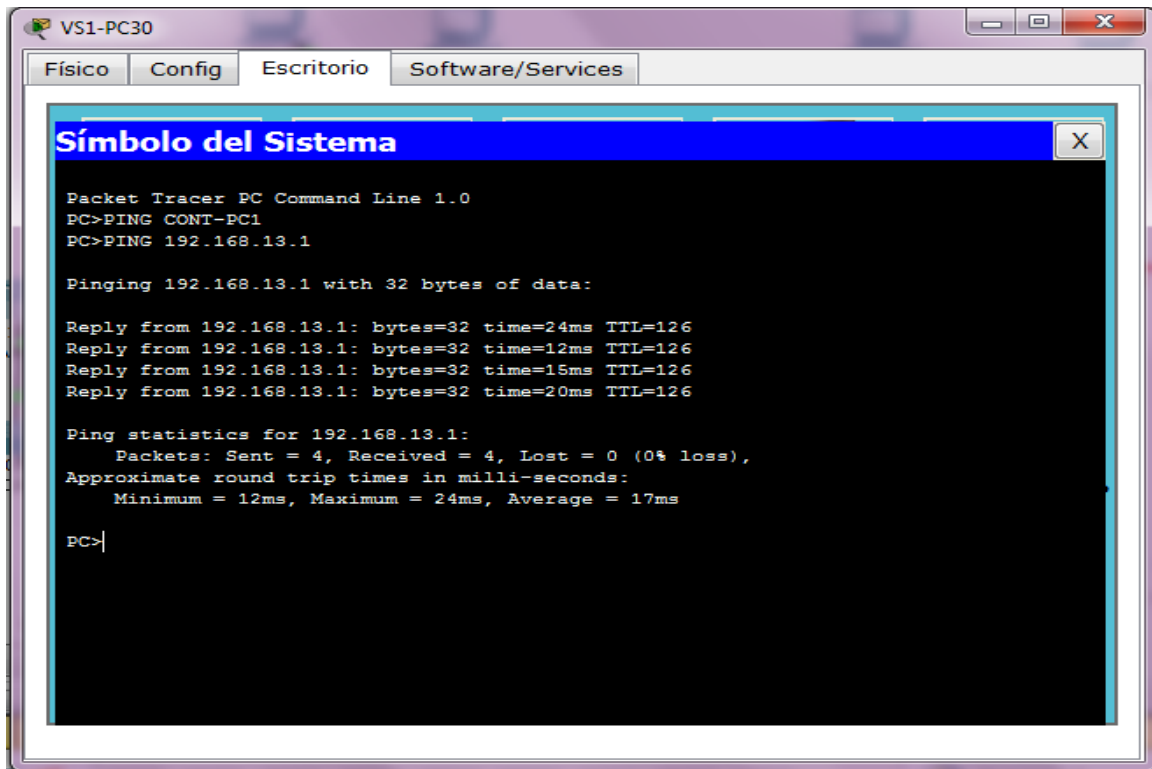 VS1-PC30
Físico Config Escritorio Software/Services
Símbolo del Sistema X
Packet Tracer PC Command Line 1.0
PC>PING CONT-PC1
PC>PING 192.168.13.1
Pinging 192.168.13.1 with 32 bytes of data:
Reply from 192.168.13.1: bytes=32 time=24ms TTL=126
Reply from 192.168.13.1: bytes=32 time=12ms TTL=126
Reply from 192.168.13.1: bytes=32 time=15ms TTL=126
Reply from 192.168.13.1: bytes=32 time=20ms TTL=126
Ping statistics for 192.168.13.1:
Packets: Sent = 4, Received = 4, Lost = 0 (0% loss),
Approximate round trip times in milli-seconds:
Minimum = 12ms, Maximum = 24ms, Average = 17ms
PC>